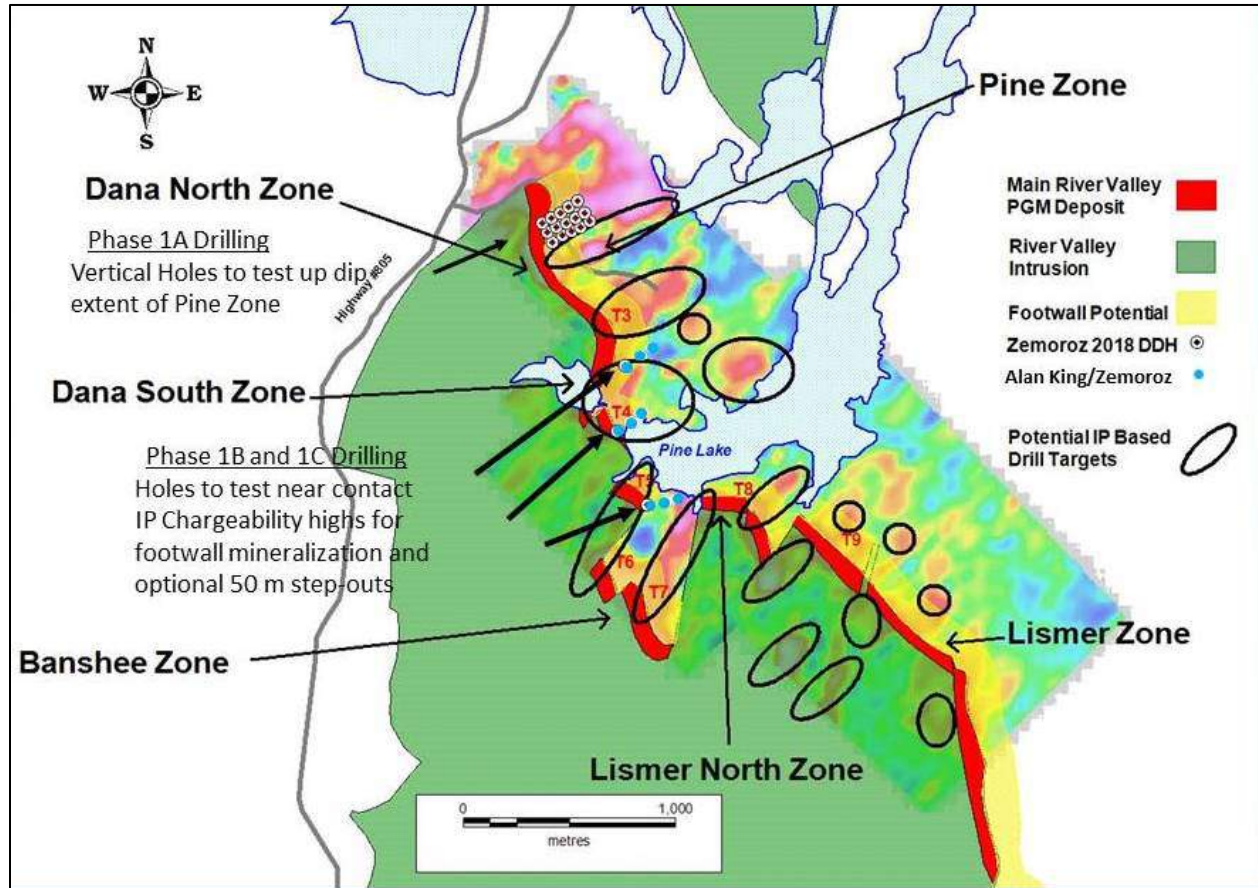 N
W E
S
Pine Zone
Dana North Zone
Phase 1A Drilling
Vertical Holes to test up dip
extent of Pine Zone
Highway #805
Main River Valley
PGM Deposit
River Valley
Intrusion
Footwall Potential
Zemoroz 2018 DDH
Alan King/Zemoroz
Potential IP Based
Drill Targets
T3
Dana South Zone
T4
Pine Lake
Phase 1B and 1C Drilling
Holes to test near contact
IP Chargeability highs for
footwall mineralization and
optional 50 m step-outs
T5
T8
T9
T6
T7
Banshee Zone
Lismer Zone
Lismer North Zone
0 1,000
metres